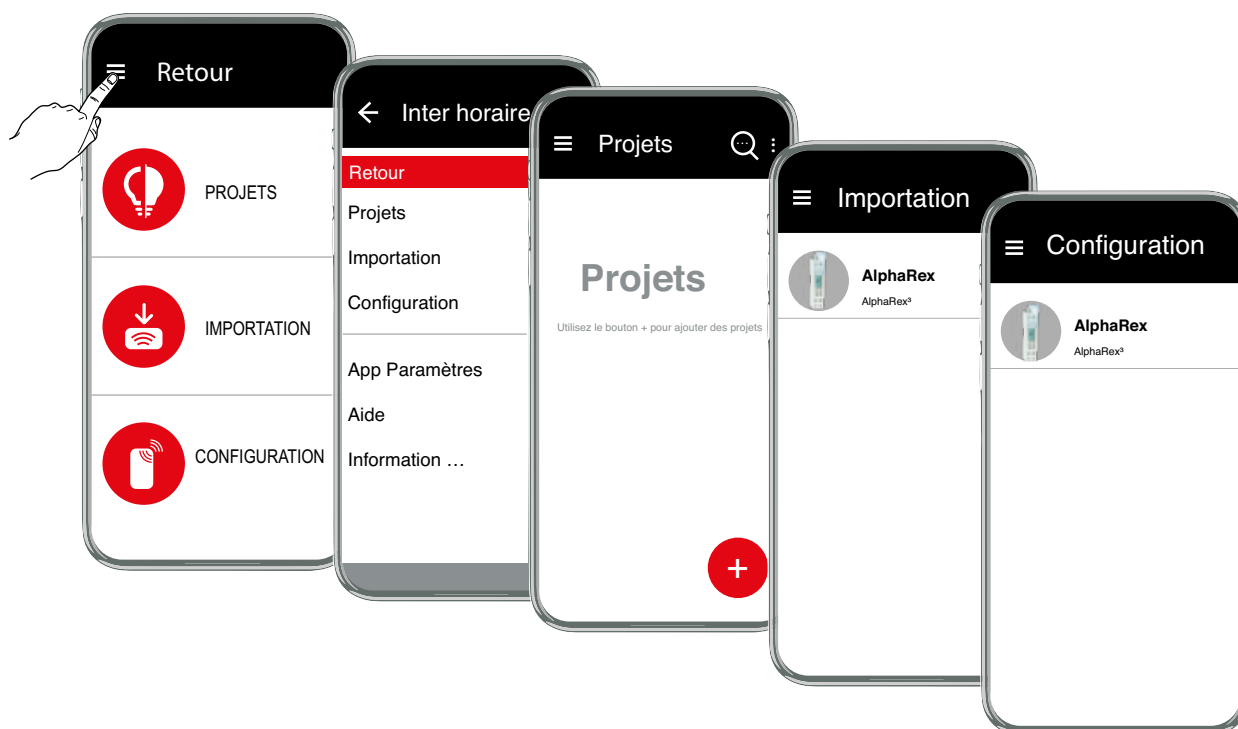 Retour
PROJETS
IMPORTATION
CONFIGURATION
Inter horaire
Retour
Projets
Importation
Configuration
App Paramètres
Aide
Information …
Projets
Projets
Utilisez le bouton + pour ajouter des projets
+
Importation
AlphaRex
AlphaRex³
Configuration
AlphaRex
AlphaRex³